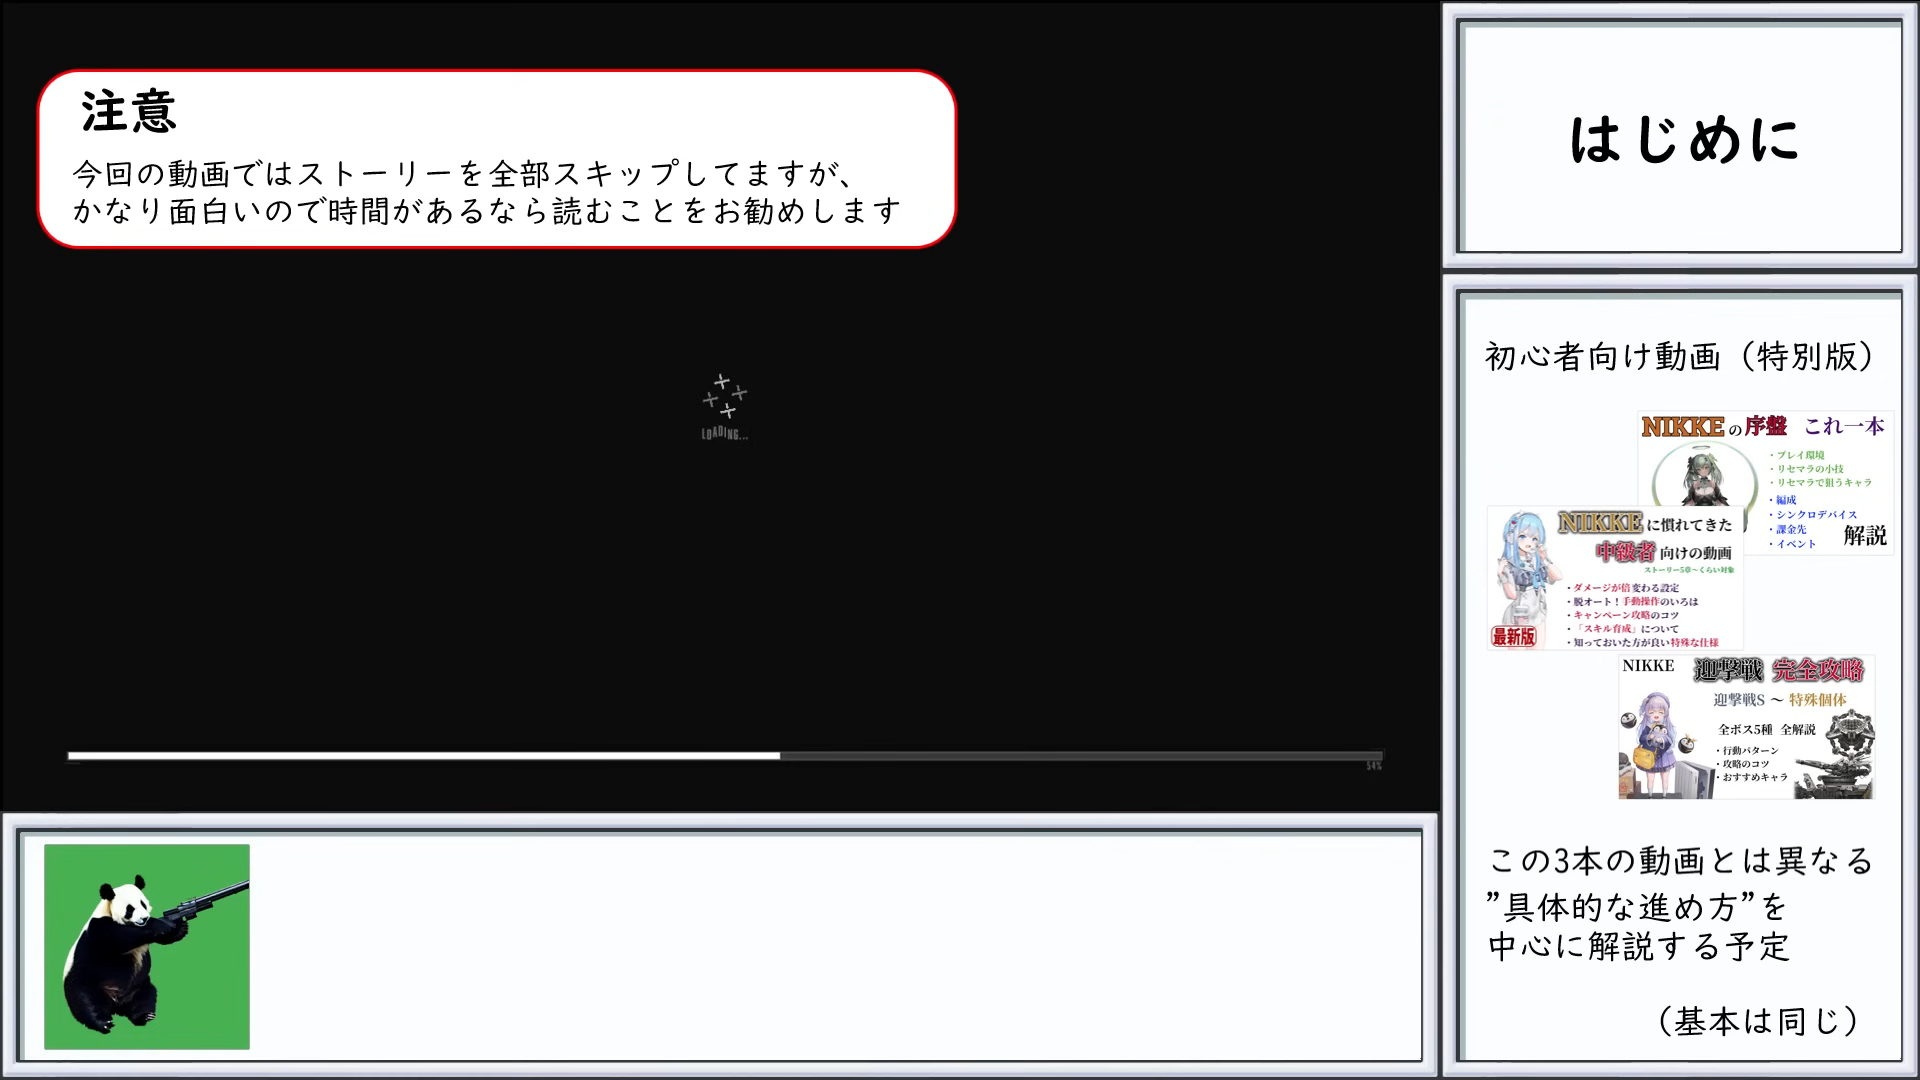 注意
今回の動画ではストーリーを全部スキップしてますが、
かなり面白いので時間があるなら読むことをお勧めします
LOADING...
54%
はじめに
初心者向け動画（特別版）
NIKKEの序盤 これ一本
・プレイ環境
・リセマラの小技
・リセマラで狙うキャラ
・編成
・シンクロデバイス
・課金先
・イベント
解説
NIKKEに慣れてきた
中級者向けの動画
ストーリー5章～くらい対象
・ダメージが倍変わる設定
・脱オート！手動操作のいろは
・キャンペーン攻略のコツ
・「スキル育成」について
・知っておいた方が良い特殊な仕様
最新版
NIKKE 迎撃戦 完全攻略
迎撃戦S ～ 特殊個体
全ボス5種 全解説
・行動パターン
・攻略のコツ
・おすすめキャラ
この3本の動画とは異なる
”具体的な進め方”を
中心に解説する予定
（基本は同じ）